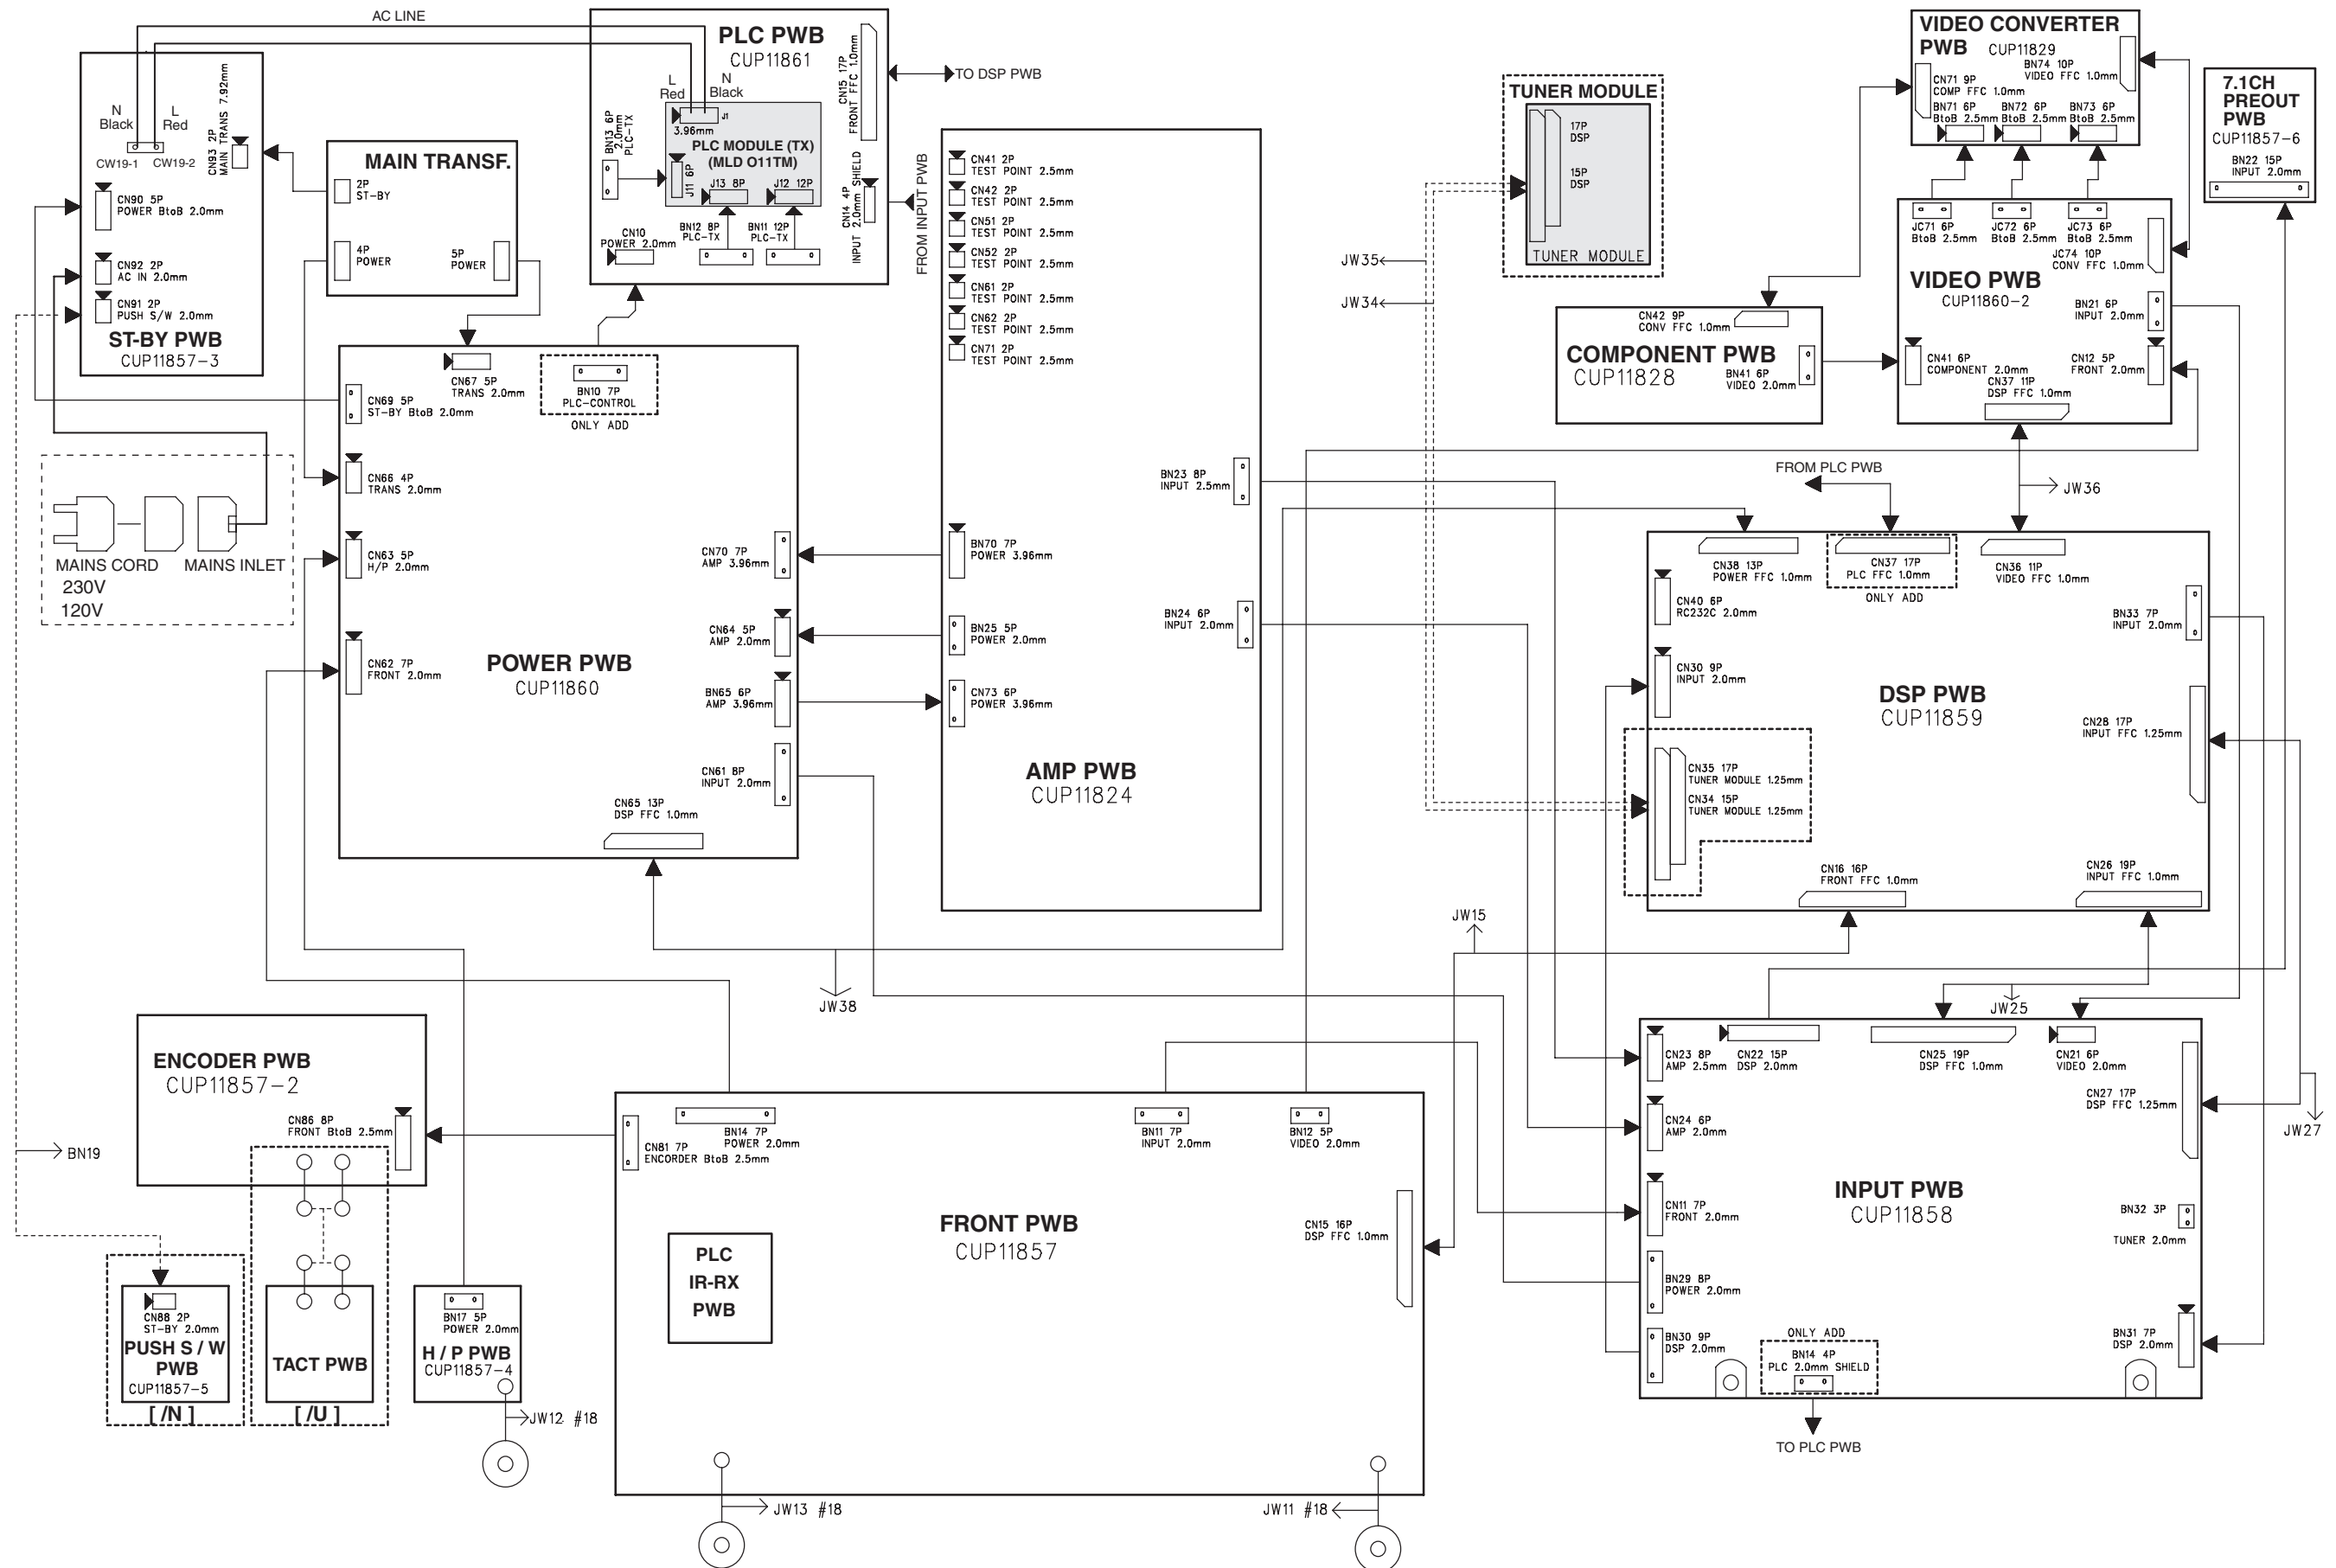 AC LINE
N
Black
L
Red
CW19-1
CW19-2
CN93 2P
MAIN TRANS 7.92mm
CN90 5P
POWER BtoB 2.0mm
CN92 2P
AC IN 2.0mm
CN91 2P
PUSH S/W 2.0mm
ST-BY PWB
CUP11857-3
MAIN TRANSF.
2P
ST-BY
4P
POWER
5P
POWER
PLC PWB
CUP11861
L
Red
N
Black
J1
3.96mm
PLC MODULE (TX)
(MLD O11TM)
BN13 6P
2.0mm
PLC-TX
J11 6P
J13 8P
J12 12P
BN12 8P
PLC-TX
BN11 12P
PLC-TX
CN10
POWER 2.0mm
CN15 17P
FRONT FFC 1.0mm
CN14 4P
INPUT 2.0mm SHIELD
TO DSP PWB
FROM INPUT PWB
MAINS CORD
230V
120V
MAINS INLET
CN67 5P
TRANS 2.0mm
BN10 7P
PLC-CONTROL
ONLY ADD
CN69 5P
ST-BY BtoB 2.0mm
CN66 4P
TRANS 2.0mm
CN63 5P
H/P 2.0mm
CN62 7P
FRONT 2.0mm
CN70 7P
AMP 3.96mm
CN64 5P
AMP 2.0mm
BN65 6P
AMP 3.96mm
CN61 8P
INPUT 2.0mm
CN65 13P
DSP FFC 1.0mm
POWER PWB
CUP11860
CN41 2P
TEST POINT 2.5mm
CN42 2P
TEST POINT 2.5mm
CN51 2P
TEST POINT 2.5mm
CN52 2P
TEST POINT 2.5mm
CN61 2P
TEST POINT 2.5mm
CN62 2P
TEST POINT 2.5mm
CN71 2P
TEST POINT 2.5mm
BN23 8P
INPUT 2.5mm
BN70 7P
POWER 3.96mm
BN24 6P
INPUT 2.0mm
BN25 5P
POWER 2.0mm
CN73 6P
POWER 3.96mm
AMP PWB
CUP11824
JW35
JW34
TUNER MODULE
17P
DSP
15P
DSP
TUNER MODULE
VIDEO CONVERTER
PWB
CUP11829
BN74 10P
VIDEO FFC 1.0mm
CN71 9P
COMP FFC 1.0mm
BN71 6P
BtoB 2.5mm
BN72 6P
BtoB 2.5mm
BN73 6P
BtoB 2.5mm
7.1CH
PREOUT
PWB
CUP11857-6
BN22 15P
INPUT 2.0mm
JC71 6P
BtoB 2.5mm
JC72 6P
BtoB 2.5mm
JC73 6P
BtoB 2.5mm
JC74 10P
CONV FFC 1.0mm
VIDEO PWB
CUP11860-2
BN21 6P
INPUT 2.0mm
CN41 6P
COMPONENT 2.0mm
CN12 5P
FRONT 2.0mm
CN37 11P
DSP FFC 1.0mm
CN42 9P
CONV FFC 1.0mm
COMPONENT PWB
CUP11828
BN41 6P
VIDEO 2.0mm
FROM PLC PWB
JW36
CN38 13P
POWER FFC 1.0mm
CN37 17P
PLC FFC 1.0mm
ONLY ADD
CN36 11P
VIDEO FFC 1.0mm
CN40 6P
RC232C 2.0mm
BN33 7P
INPUT 2.0mm
CN30 9P
INPUT 2.0mm
DSP PWB
CUP11859
CN28 17P
INPUT FFC 1.25mm
CN35 17P
TUNER MODULE 1.25mm
CN34 15P
TUNER MODULE 1.25mm
CN16 16P
FRONT FFC 1.0mm
CN26 19P
INPUT FFC 1.0mm
JW15
JW38
JW25
JW27
ENCODER PWB
CUP11857-2
CN86 8P
FRONT BtoB 2.5mm
BN19
CN88 2P
ST-BY 2.0mm
PUSH S / W
PWB
CUP11857-5
[ /N ]
TACT PWB
[ /U ]
BN17 5P
POWER 2.0mm
H / P PWB
CUP11857-4
JW12 #18
CN81 7P
ENCORDER BtoB 2.5mm
BN14 7P
POWER 2.0mm
BN11 7P
INPUT 2.0mm
BN12 5P
VIDEO 2.0mm
FRONT PWB
CUP11857
CN15 16P
DSP FFC 1.0mm
PLC
IR-RX
PWB
JW13 #18
JW11 #18
CN23 8P
AMP 2.5mm
CN22 15P
DSP 2.0mm
CN25 19P
DSP FFC 1.0mm
CN21 6P
VIDEO 2.0mm
CN27 17P
DSP FFC 1.25mm
CN24 6P
AMP 2.0mm
CN11 7P
FRONT 2.0mm
INPUT PWB
CUP11858
BN32 3P
TUNER 2.0mm
BN29 8P
POWER 2.0mm
BN30 9P
DSP 2.0mm
ONLY ADD
BN14 4P
PLC 2.0mm SHIELD
BN31 7P
DSP 2.0mm
TO PLC PWB